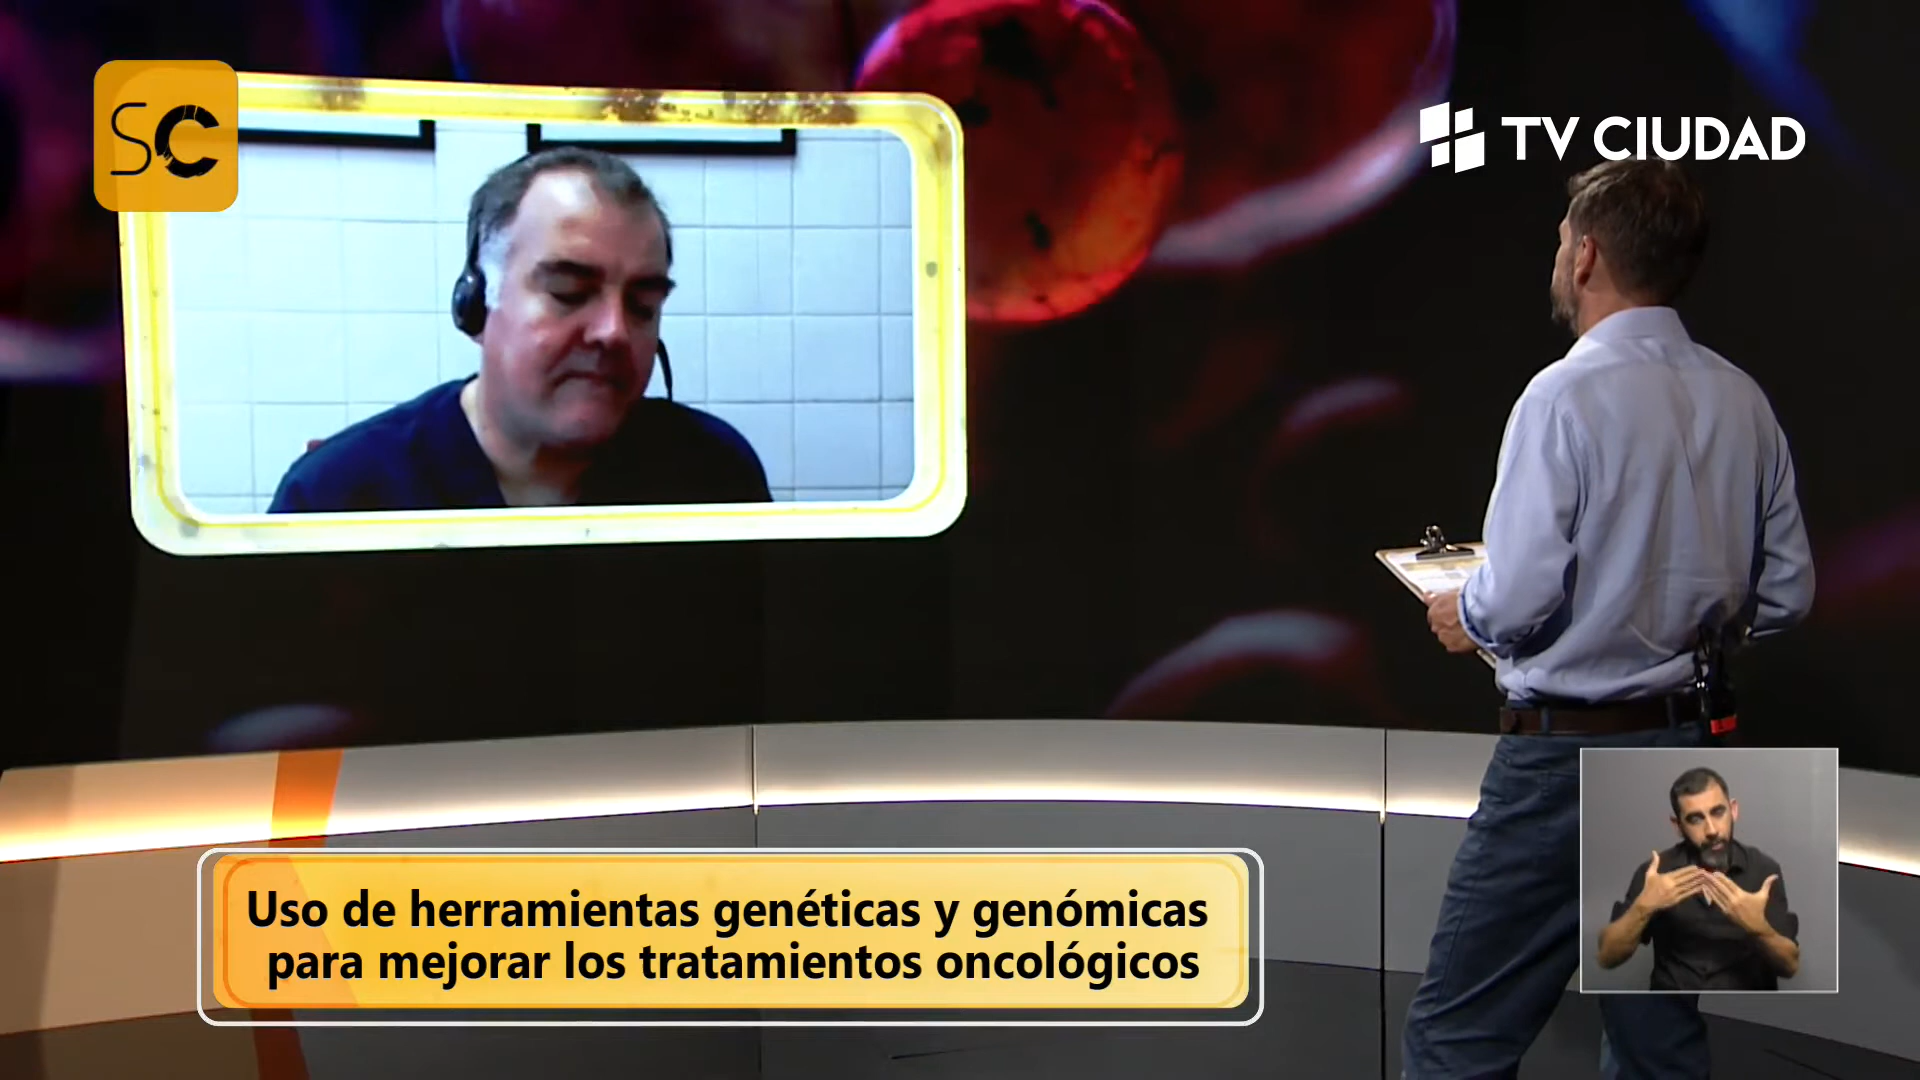 SC
TV CIUDAD
Uso de herramientas genéticas y genómicas
para mejorar los tratamientos oncológicos